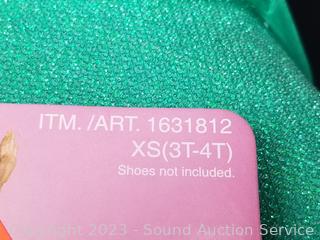 ITM. /ART. 1631812
XS(3T-4T)
Shoes not included.
Copyright 2023 - Sound Auction Service